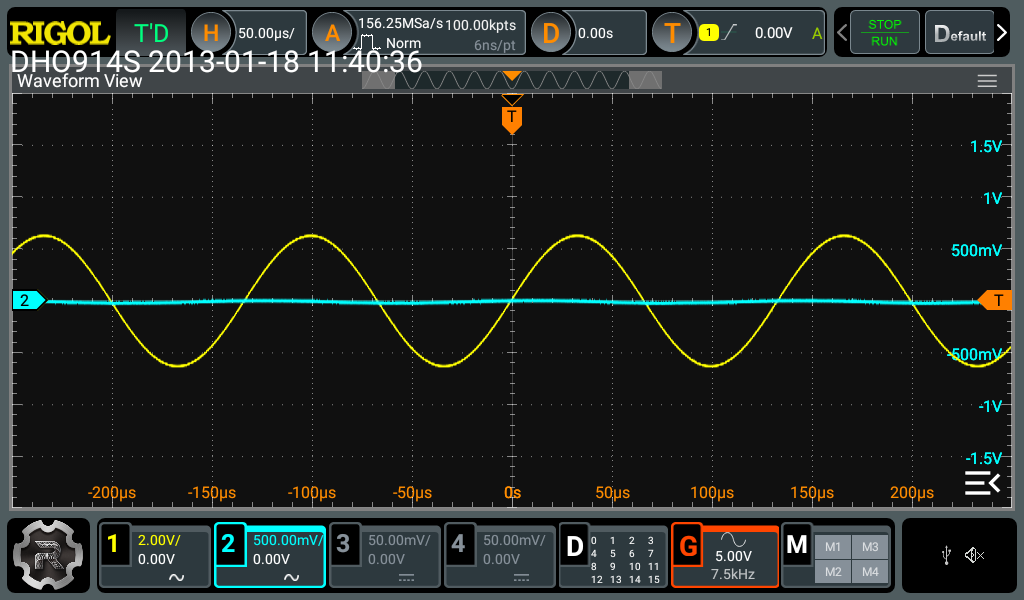 RIGOL T'D H 50.00µs/ A 156.25MSa/s 100.00kpts D 0.00s T 1 0.00V A STOP Default
Norm 6ns/pt RUN
DHO914S 2013-01-18 11:40:36
Waveform View
T
1.5V
1V
500mV
2 T
-500mV
-1V
-1.5V
-200µs -150µs -100µs -50µs 0s 50µs 100µs 150µs 200µs
1 2.00V/ 2 500.00mV/ 3 50.00mV/ 4 50.00mV/ D 0 1 2 3 G M M1 M3
0.00V 0.00V 0.00V 0.00V 4 5 6 7 5.00V
8 9 10 11 7.5kHz M2 M4
12 13 14 15